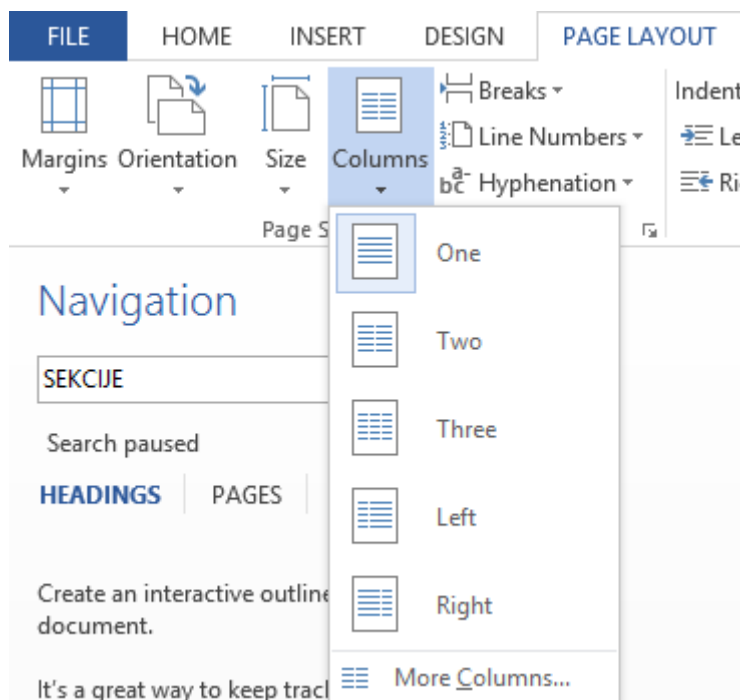 FILE HOME INSERT DESIGN PAGE LAYOUT
Breaks
Indent
Line Numbers
Margins Orientation Size Columns
Hyphenation
One
Two
Three
Left
Right
More Columns...
Navigation
SEKCIJE
Search paused
HEADINGS PAGES
Create an interactive outline
document.
It's a great way to keep track